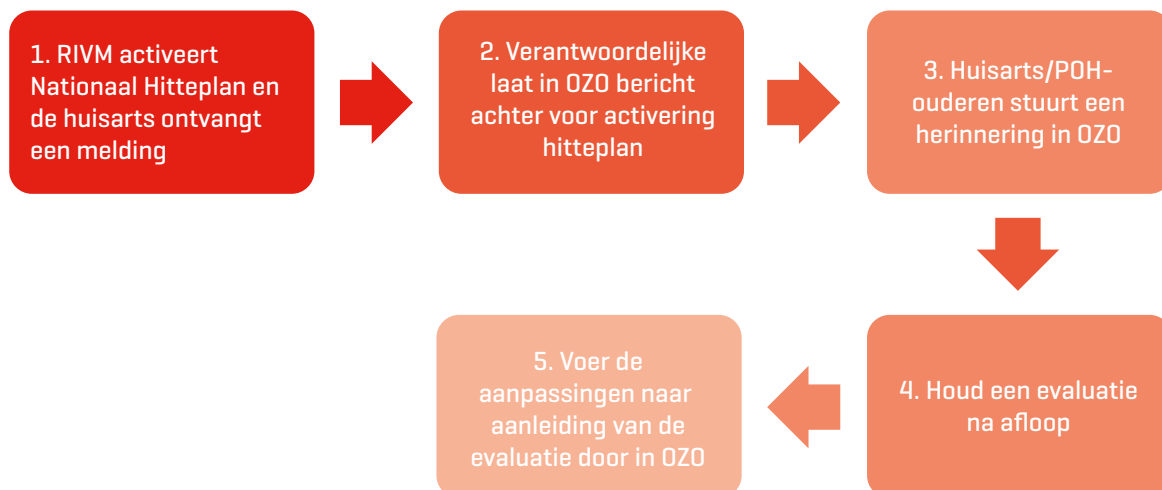 1. RIVM activeert
Nationaal Hitteplan en
de huisarts ontvangt
een melding
2. Verantwoordelijke
laat in OZO bericht
achter voor activering
hitteplan
3. Huisarts/POH-
ouderen stuurt een
herinnering in OZO
4. Houd een evaluatie
na afloop
5. Voer de
aanpassingen naar
aanleiding van de
evaluatie door in OZO